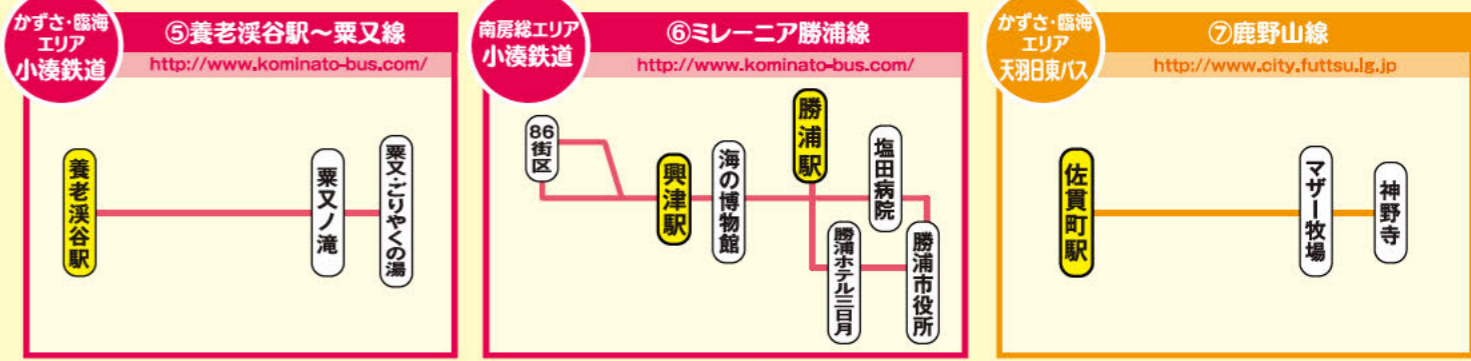 かずさ・臨海
エリア
小湊鉄道
⑤養老渓谷駅～粟又線
http://www.kominato-bus.com/
養老渓谷駅
粟又ノ滝
粟又・ごりやくの湯
南房総エリア
小湊鉄道
⑥ミレーニア勝浦線
http://www.kominato-bus.com/
86
街区
興津駅
海の博物館
勝浦駅
塩田病院
勝浦ホテル三日月
勝浦市役所
かずさ・臨海
エリア
天羽日東バス
⑦鹿野山線
http://www.city.futtsu.lg.jp
佐貫町駅
マザー牧場
神野寺